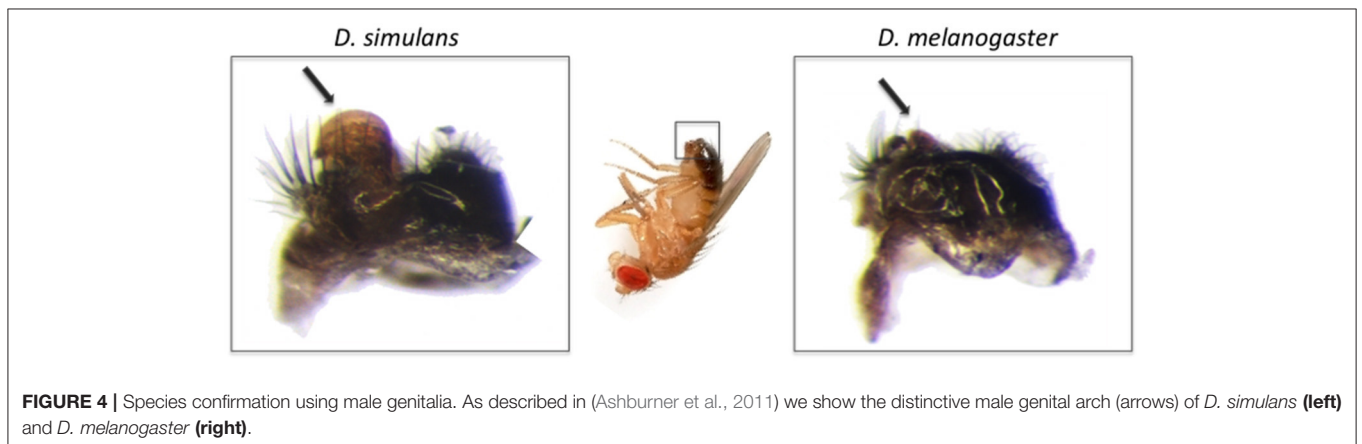 D. simulans
D. melanogaster
FIGURE 4 | Species confirmation using male genitalia. As described in (Ashburner et al., 2011) we show the distinctive male genital arch (arrows) of D. simulans (left)
and D. melanogaster (right).